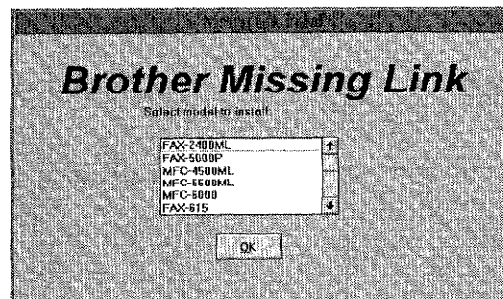 Brother Missing Link
Select model to install:
FAX-2400ML
FAX-5000P
MFC-4500ML
MFC-6500ML
MFC-6000
FAX-615
OK